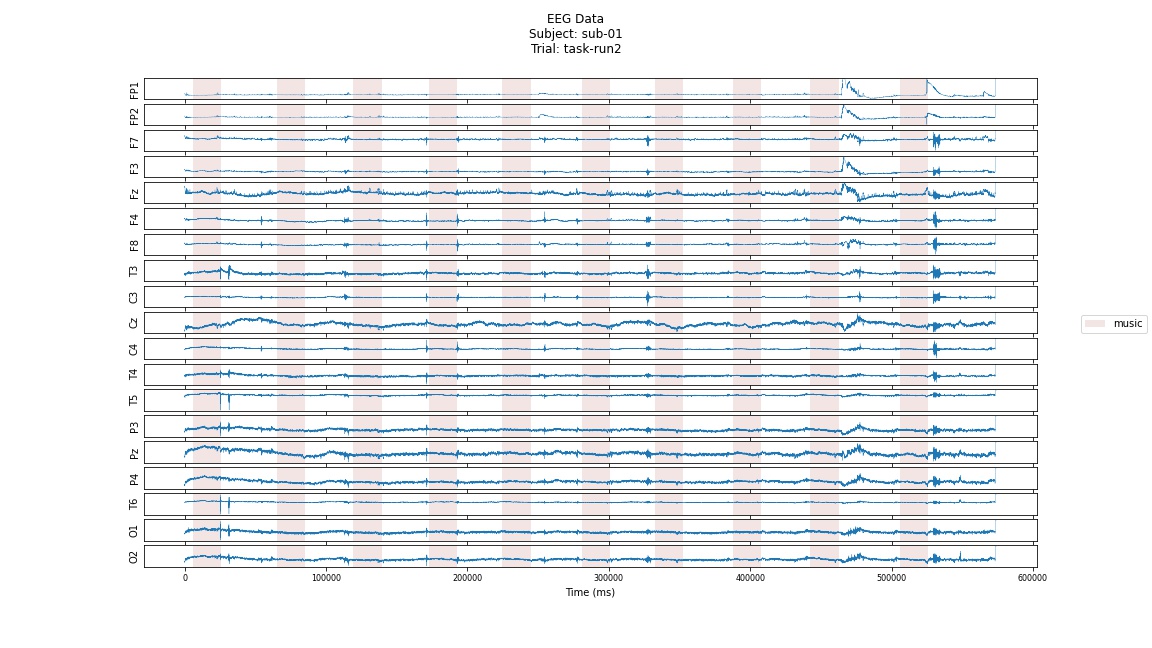 EEG Data
Subject: sub-01
Trial: task-run2
FP1
FP2
F7
F3
Fz
F4
F8
T3
C3
Cz
C4
T4
T5
P3
Pz
P4
T6
O1
O2
music
0 100000 200000 300000 400000 500000 600000
Time (ms)